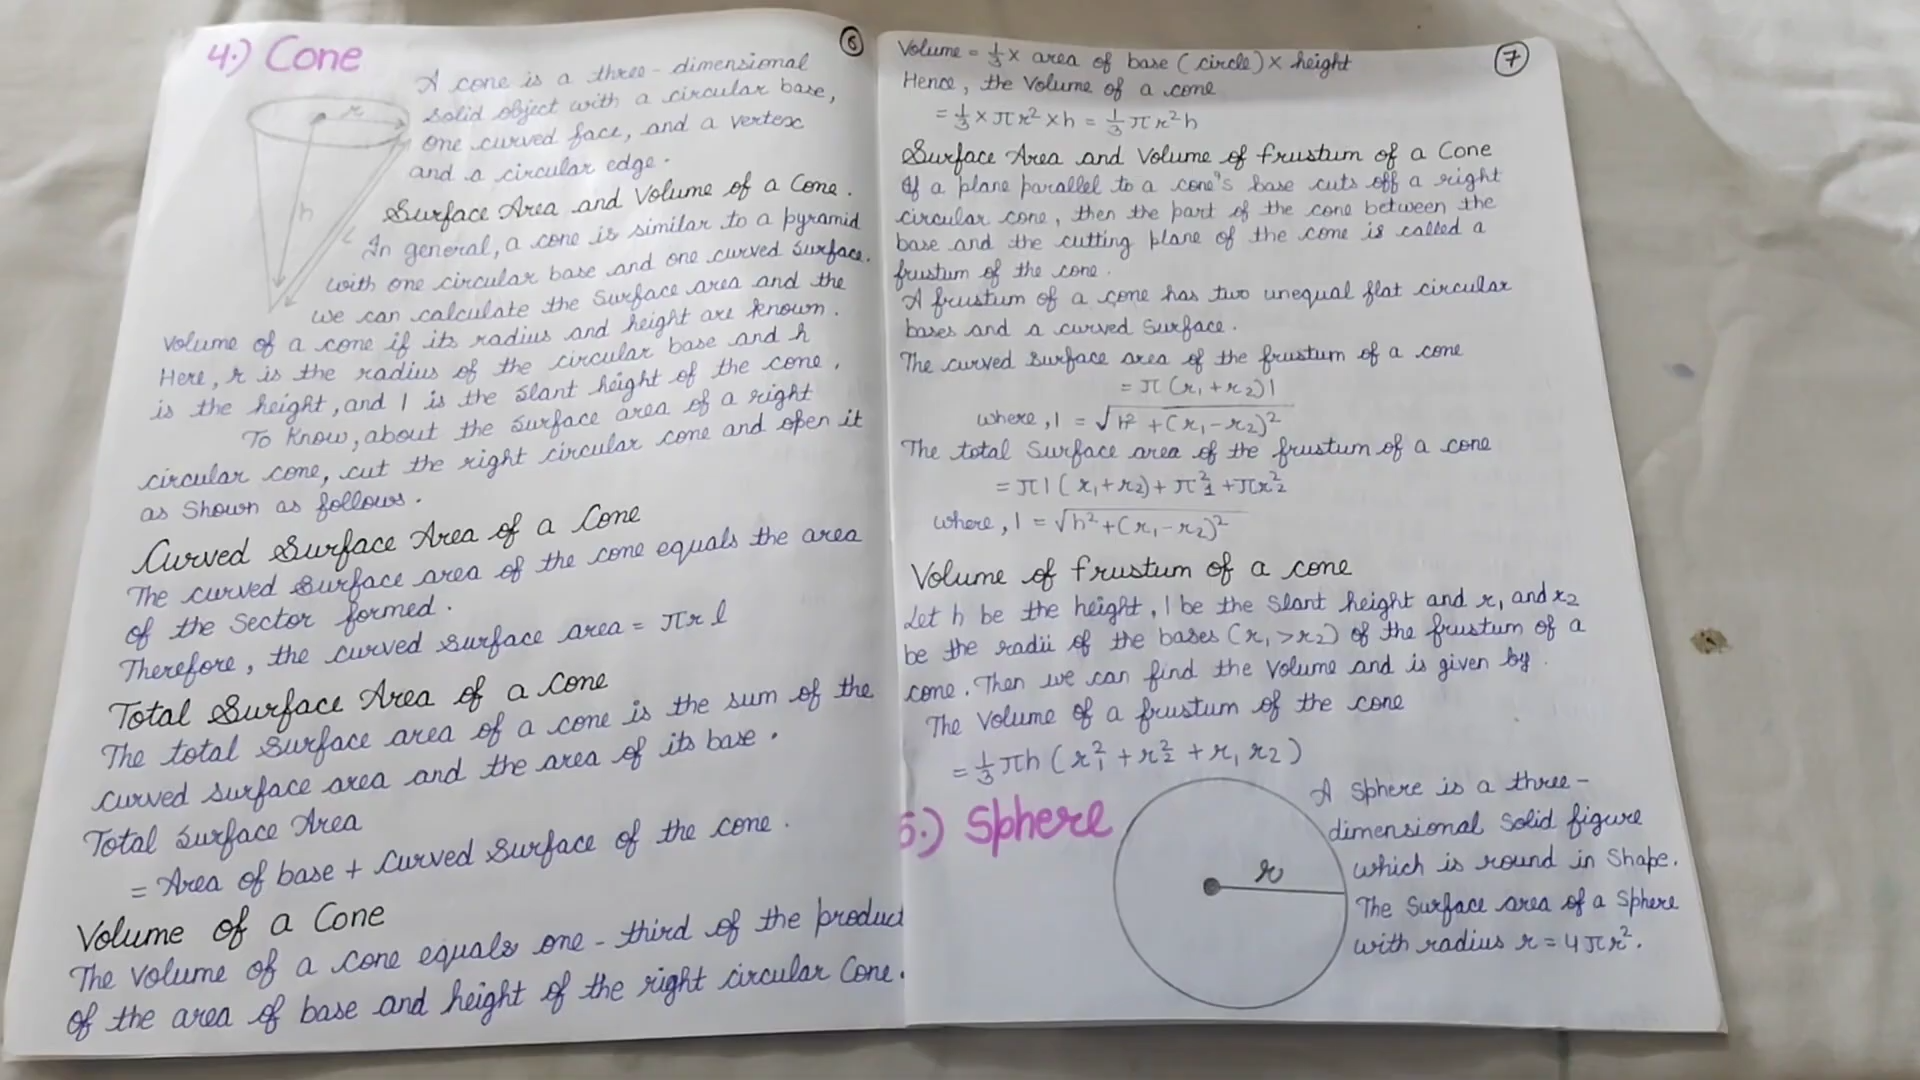 6
4.) Cone
A cone is a three-dimensional
solid object with a circular base,
one curved face, and a vertex
and a circular edge.
r
h
l
Surface Area and Volume of a Cone.
In general, a cone is similar to a pyramid
with one circular base and one curved surface.
we can calculate the surface area and the
volume of a cone if its radius and height are known.
Here, r is the radius of the circular base and h
is the height, and l is the slant height of the cone.
To know, about the surface area of a right
circular cone, cut the right circular cone and open it
as shown as follows.
Curved Surface Area of a Cone
The curved surface area of the cone equals the area
of the sector formed.
Therefore, the curved surface area = πrl
Total Surface Area of a Cone
The total surface area of a cone is the sum of the
curved surface area and the area of its base.
Total Surface Area
= Area of base + Curved Surface of the cone.
Volume of a Cone
The volume of a cone equals one-third of the product
of the area of base and height of the right circular Cone.
7
Volume = 1/3 × area of base (circle) × height
Hence, the Volume of a cone
= 1/3 × πr² × h = 1/3 πr²h
Surface Area and Volume of frustum of a Cone
If a plane parallel to a cone"s base cuts off a right
circular cone, then the part of the cone between the
base and the cutting plane of the cone is called a
frustum of the cone.
A frustum of a cone has two unequal flat circular
bases and a curved surface.
The curved surface area of the frustum of a cone
= π(r₁+r₂)l
where, l = √h²+(r₁-r₂)²
The total surface area of the frustum of a cone
= πl(r₁+r₂)+π²₁+πr²₂
where, l = √h²+(r₁-r₂)²
Volume of frustum of a cone
Let h be the height, l be the slant height and r₁ and r₂
be the radii of the bases (r₁>r₂) of the frustum of a
cone. Then we can find the Volume and is given by
The Volume of a frustum of the cone
= 1/3 πh (r²₁ + r²₂ + r₁ r₂)
5.) Sphere
r
A Sphere is a three-
dimensional solid figure
which is round in shape.
The Surface area of a Sphere
with radius r = 4πr².